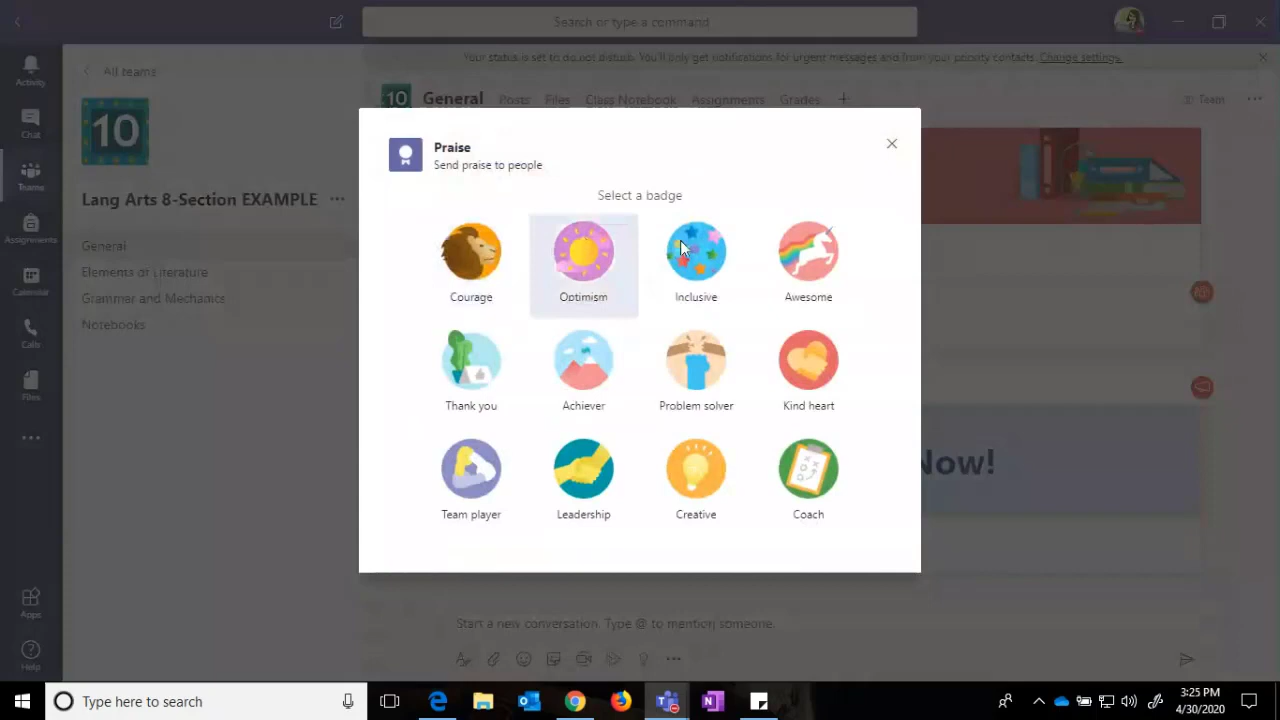 Search or type a command
Your status is set to do not disturb. You'll only get notifications for urgent messages and from your priority contacts. Change settings.
Activity
All teams
10 General Posts Files Class Notebook Assignments Grades
Team
Chat
10
Praise
Send praise to people
Teams
Select a badge
Lang Arts 8-Section EXAMPLE
Assignments
General
Elements of Literature
Calendar
Grammar and Mechanics
Notebooks
Calls
Files
Courage
Optimism
Inclusive
Awesome
Thank you
Achiever
Problem solver
Kind heart
Team player
Leadership
Creative
Coach
Now!
Apps
Start a new conversation. Type @ to mention someone.
Help
Type here to search
3:25 PM
4/30/2020